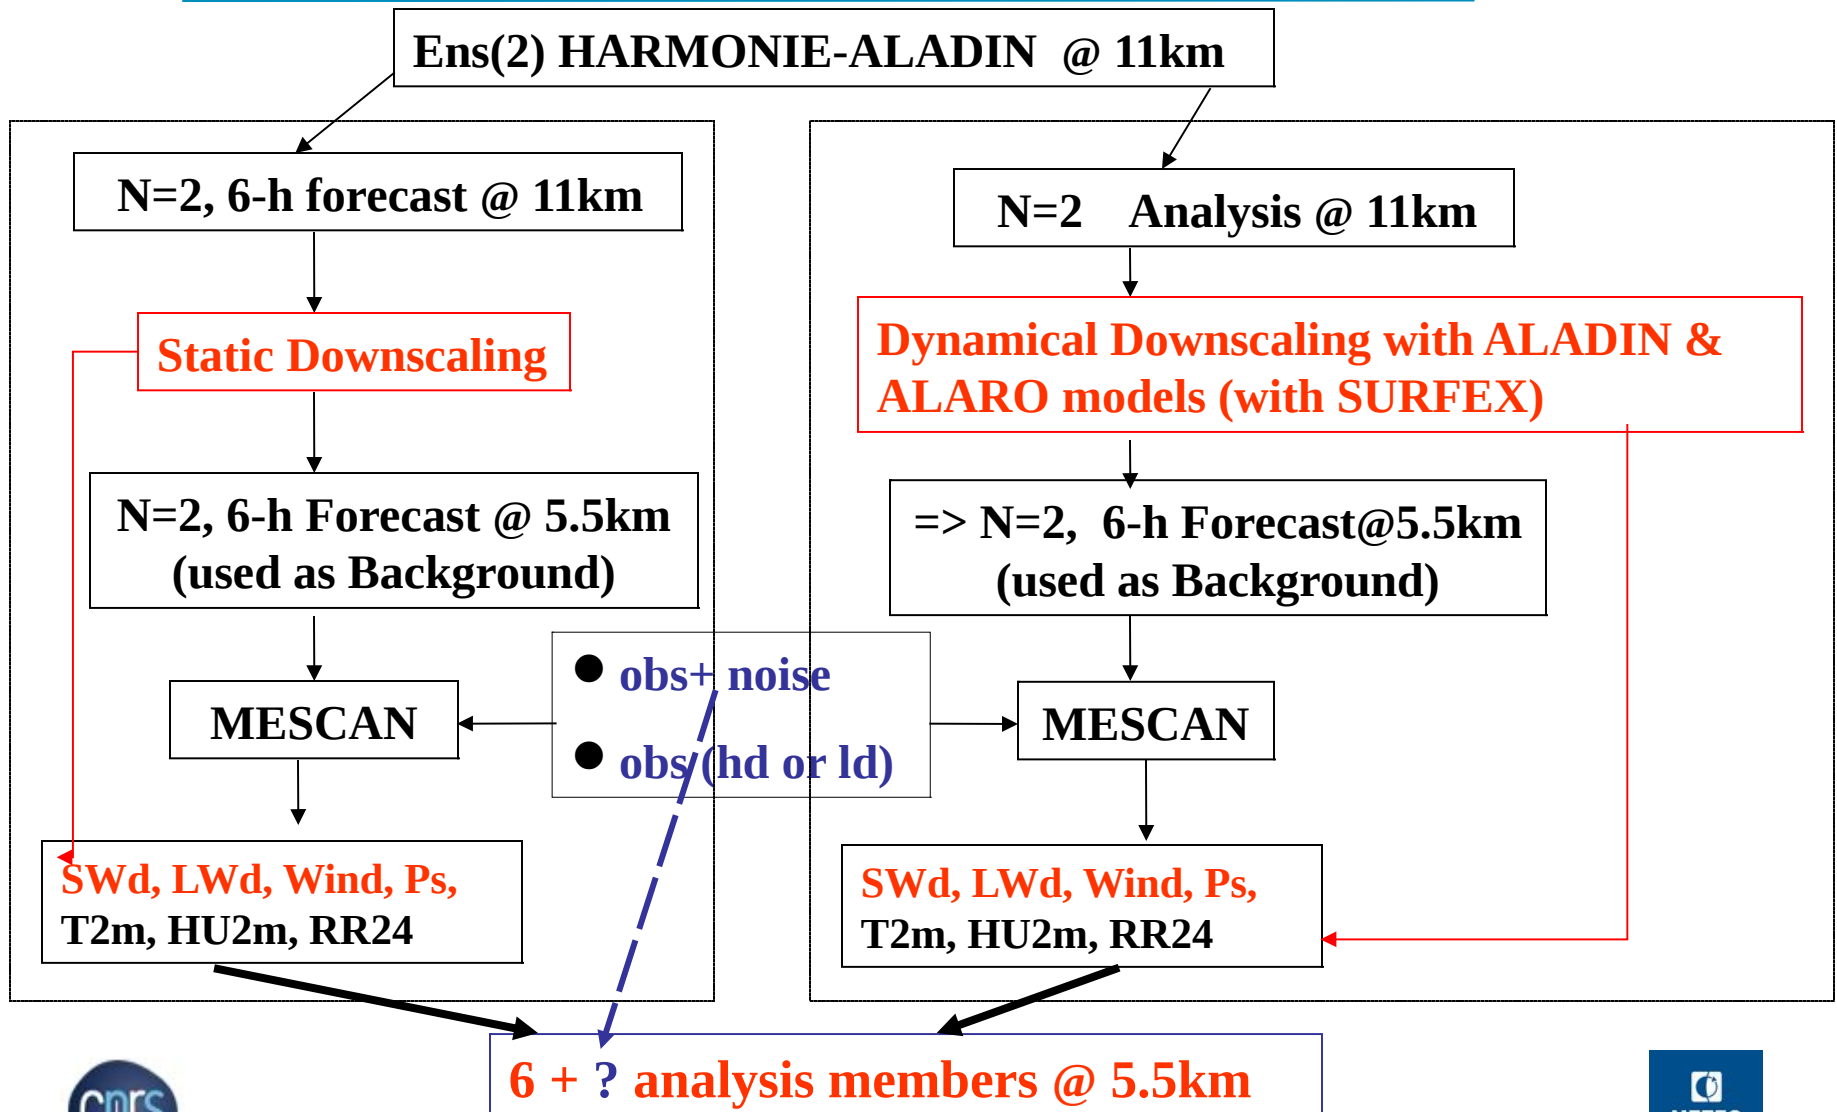 Ens(2) HARMONIE-ALADIN @ 11km
N=2, 6-h forecast @ 11km
Static Downscaling
N=2, 6-h Forecast @ 5.5km
(used as Background)
MESCAN
SWd, LWd, Wind, Ps,
T2m, HU2m, RR24
● obs+ noise
● obs (hd or ld)
N=2 Analysis @ 11km
Dynamical Downscaling with ALADIN &
ALARO models (with SURFEX)
=> N=2, 6-h Forecast@5.5km
(used as Background)
MESCAN
SWd, LWd, Wind, Ps,
T2m, HU2m, RR24
6 + ? analysis members @ 5.5km
cnrs
METEO